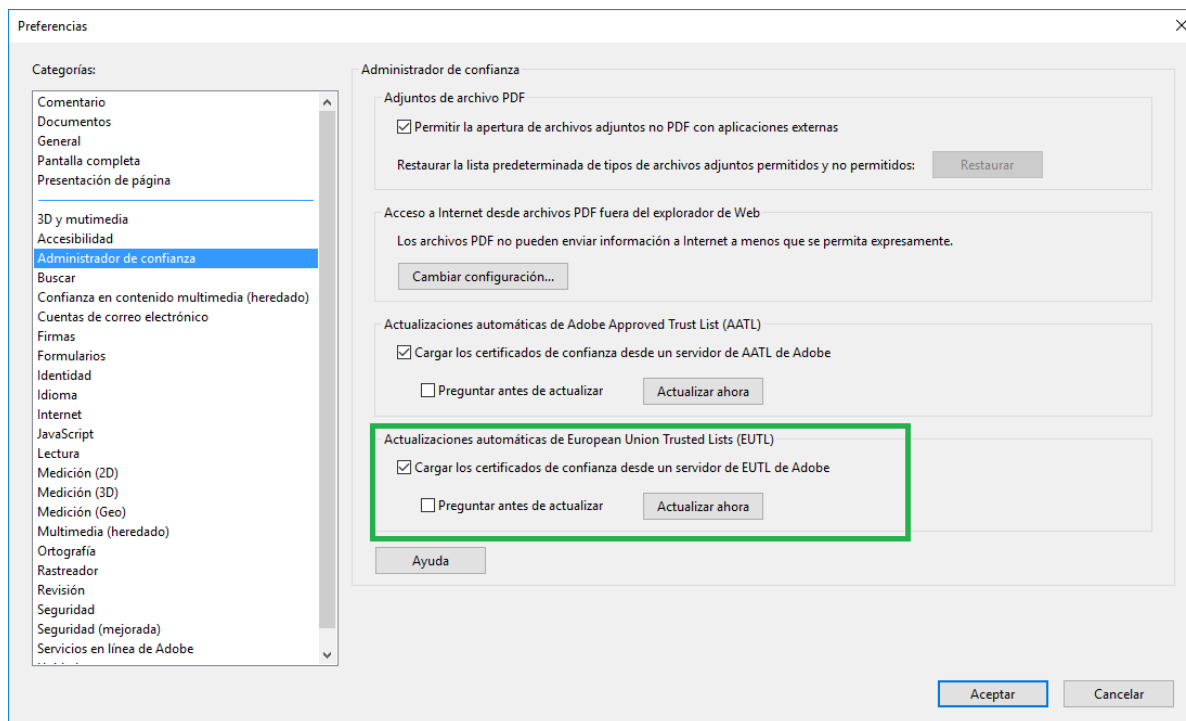 Preferencias
Categorías:
Comentario
Documentos
General
Pantalla completa
Presentación de página
3D y mutimedia
Accesibilidad
Administrador de confianza
Buscar
Confianza en contenido multimedia (heredado)
Cuentas de correo electrónico
Firmas
Formularios
Identidad
Idioma
Internet
JavaScript
Lectura
Medición (2D)
Medición (3D)
Medición (Geo)
Multimedia (heredado)
Ortografía
Rastreador
Revisión
Seguridad
Seguridad (mejorada)
Servicios en línea de Adobe
Administrador de confianza
Adjuntos de archivo PDF
Permitir la apertura de archivos adjuntos no PDF con aplicaciones externas
Restaurar la lista predeterminada de tipos de archivos adjuntos permitidos y no permitidos: Restaurar
Acceso a Internet desde archivos PDF fuera del explorador de Web
Los archivos PDF no pueden enviar información a Internet a menos que se permita expresamente.
Cambiar configuración...
Actualizaciones automáticas de Adobe Approved Trust List (AATL)
Cargar los certificados de confianza desde un servidor de AATL de Adobe
Preguntar antes de actualizar Actualizar ahora
Actualizaciones automáticas de European Union Trusted Lists (EUTL)
Cargar los certificados de confianza desde un servidor de EUTL de Adobe
Preguntar antes de actualizar Actualizar ahora
Ayuda
Aceptar Cancelar